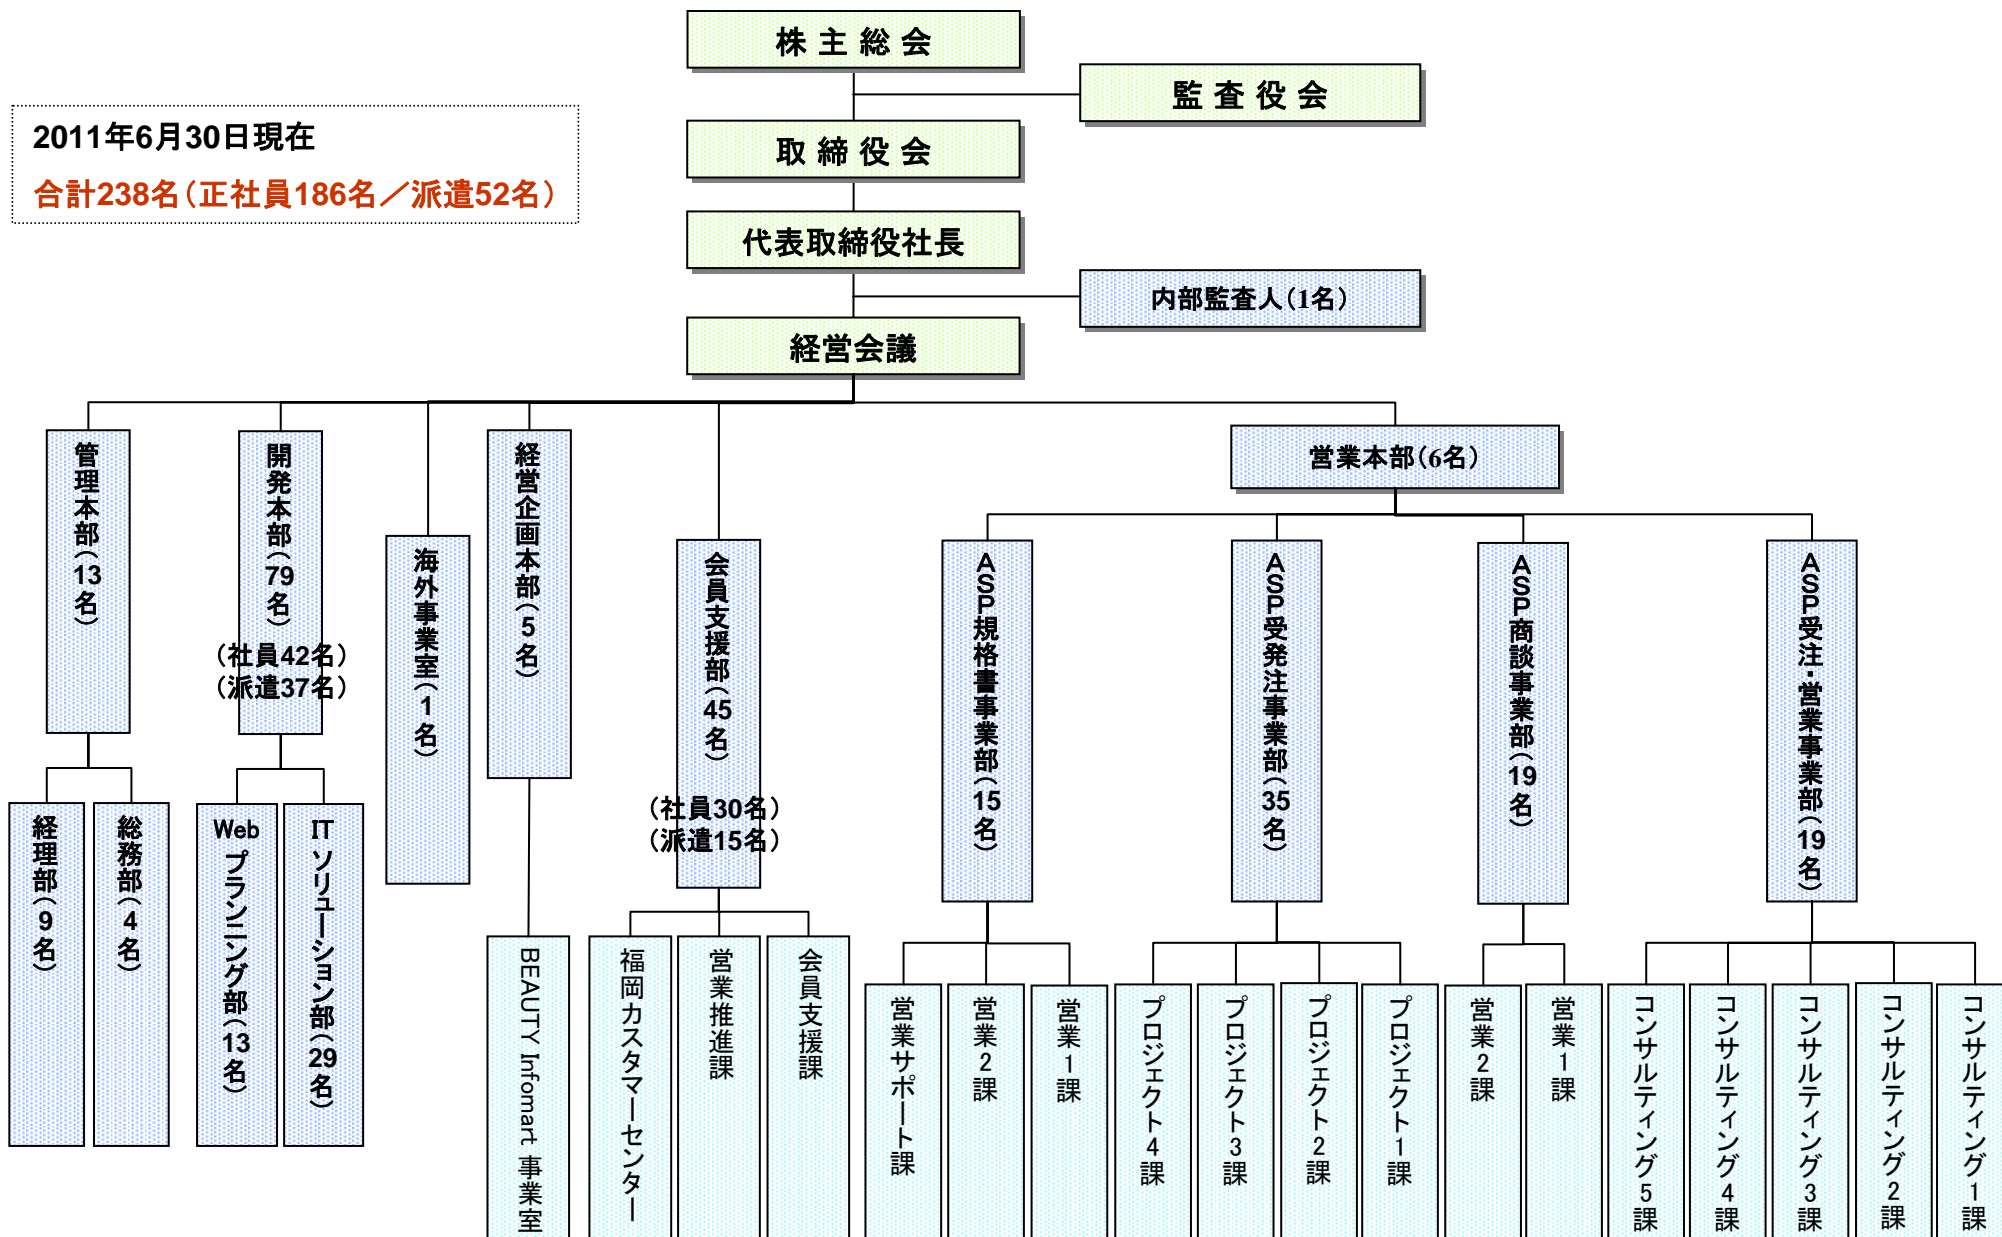 株主総会
監査役会
2011年6月30日現在
合計238名（正社員186名／派遣52名）
取締役会
代表取締役社長
内部監査人（1名）
経営会議
管理本部（13名）
開発本部（79名）
（社員42名）
（派遣37名）
海外事業室（1名）
経営企画本部（5名）
会員支援部（45名）
（社員30名）
（派遣15名）
営業本部（6名）
ASP規格書事業部（15名）
ASP受発注事業部（35名）
ASP商談事業部（19名）
ASP受注・営業事業部（19名）
経理部（9名）
総務部（4名）
Webプランニング部（13名）
ITソリューション部（29名）
BEAUTY Infomart 事業室
福岡カスタマーセンター
営業推進課
会員支援課
営業サポート課
営業2課
営業1課
プロジェクト4課
プロジェクト3課
プロジェクト2課
プロジェクト1課
営業2課
営業1課
コンサルティング5課
コンサルティング4課
コンサルティング3課
コンサルティング2課
コンサルティング1課